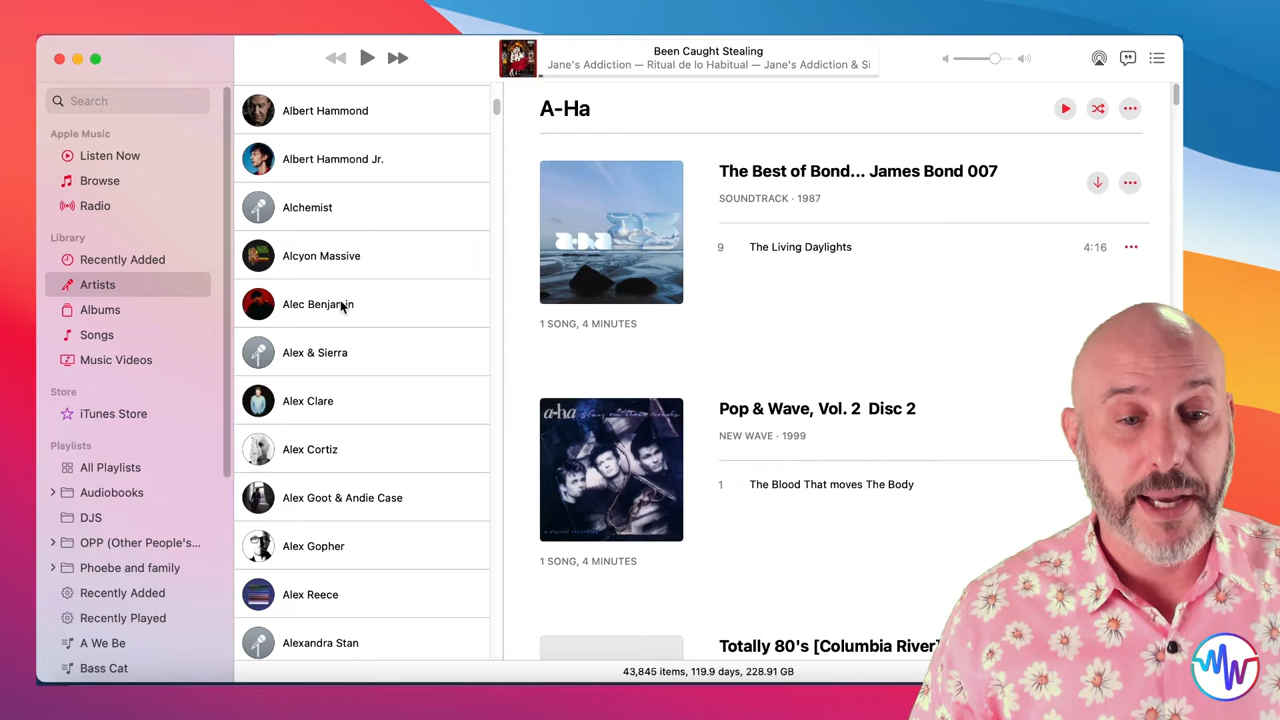 Been Caught Stealing
Jane's Addiction — Ritual de lo Habitual — Jane's Addiction & Si
Search
Apple Music
Listen Now
Browse
Radio
Library
Recently Added
Artists
Albums
Songs
Music Videos
Store
iTunes Store
Playlists
All Playlists
Audiobooks
DJS
OPP (Other People's...
Phoebe and family
Recently Added
Recently Played
A We Be
Bass Cat
Albert Hammond
Albert Hammond Jr.
Alchemist
Alcyon Massive
Alec Benjamin
Alex & Sierra
Alex Clare
Alex Cortiz
Alex Goot & Andie Case
Alex Gopher
Alex Reece
Alexandra Stan
A-Ha
a-ha
The Best of Bond... James Bond 007
SOUNDTRACK · 1987
9 The Living Daylights 4:16
1 SONG, 4 MINUTES
a-ha
Pop & Wave, Vol. 2 Disc 2
NEW WAVE · 1999
1 The Blood That moves The Body
1 SONG, 4 MINUTES
Totally 80's [Columbia River]
43,845 items, 119.9 days, 228.91 GB